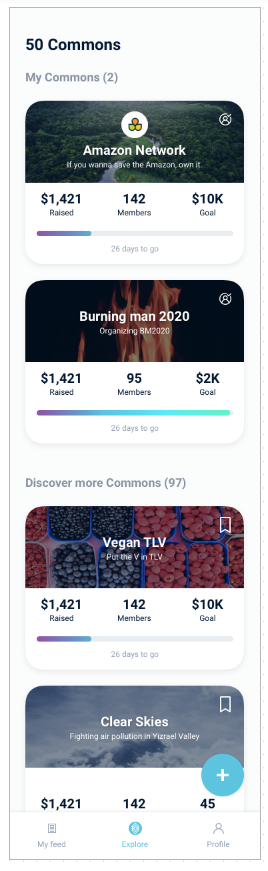 50 Commons
My Commons (2)
Amazon Network
If you wanna save the Amazon, own it
$1,421 142 $10K
Raised Members Goal
26 days to go
Burning man 2020
Organizing BM2020
$1,421 95 $2K
Raised Members Goal
26 days to go
Discover more Commons (97)
Vegan TLV
Put the V in TLV
$1,421 142 $10K
Raised Members Goal
26 days to go
Clear Skies
Fighting air pollution in Yizrael Valley
$1,421 142 45
My feed Explore Profile